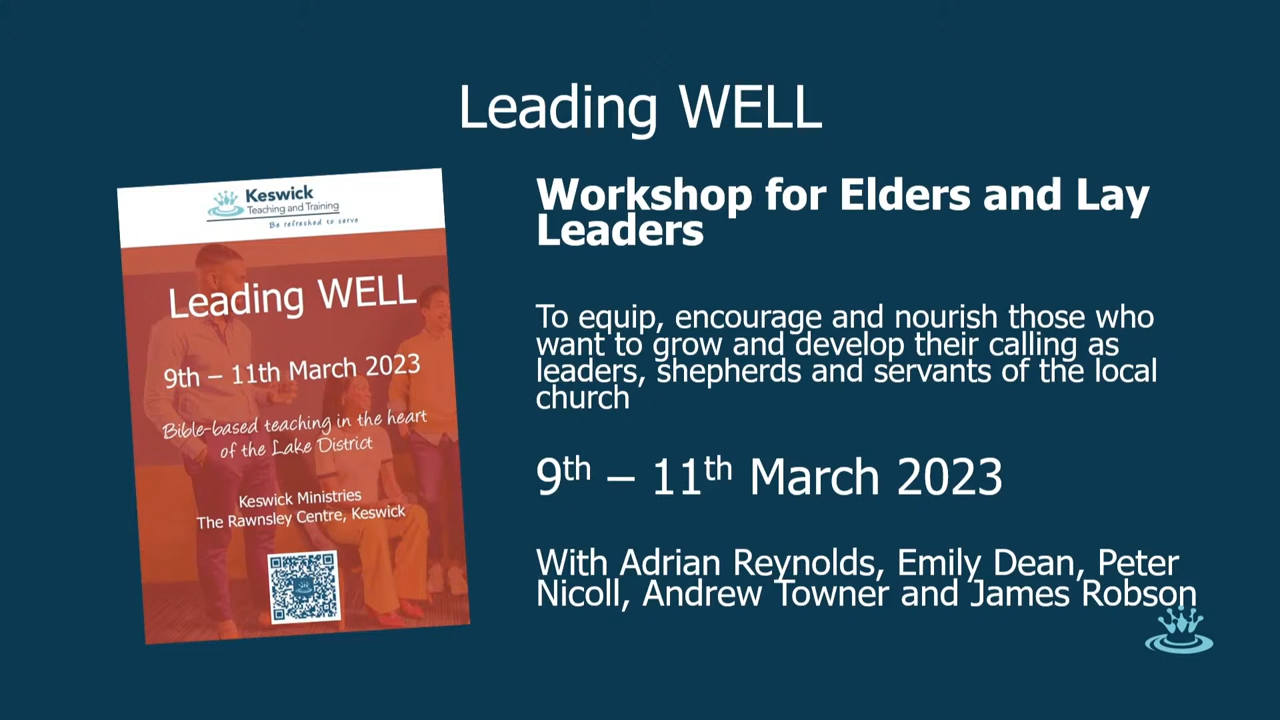 Leading WELL
Keswick
Teaching and Training
Be refreshed to serve
Leading WELL
9th – 11th March 2023
Bible-based teaching in the heart
of the Lake District
Keswick Ministries
The Rawnsley Centre, Keswick
Workshop for Elders and Lay
Leaders
To equip, encourage and nourish those who
want to grow and develop their calling as
leaders, shepherds and servants of the local
church
9th – 11th March 2023
With Adrian Reynolds, Emily Dean, Peter
Nicoll, Andrew Towner and James Robson